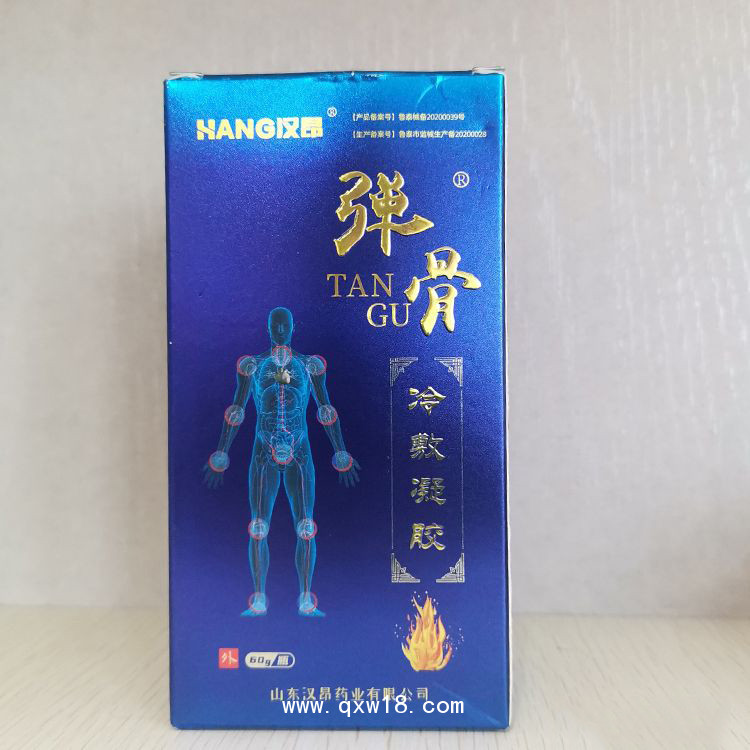 HANG汉昂®
【产品备案号】鲁泰械备20200039号
【生产备案号】鲁泰市监械生产备20200028
弹骨®
TAN
GU
冷敷凝胶
外
60g/瓶
山东汉昂药业有限公司
www.qxw18.com